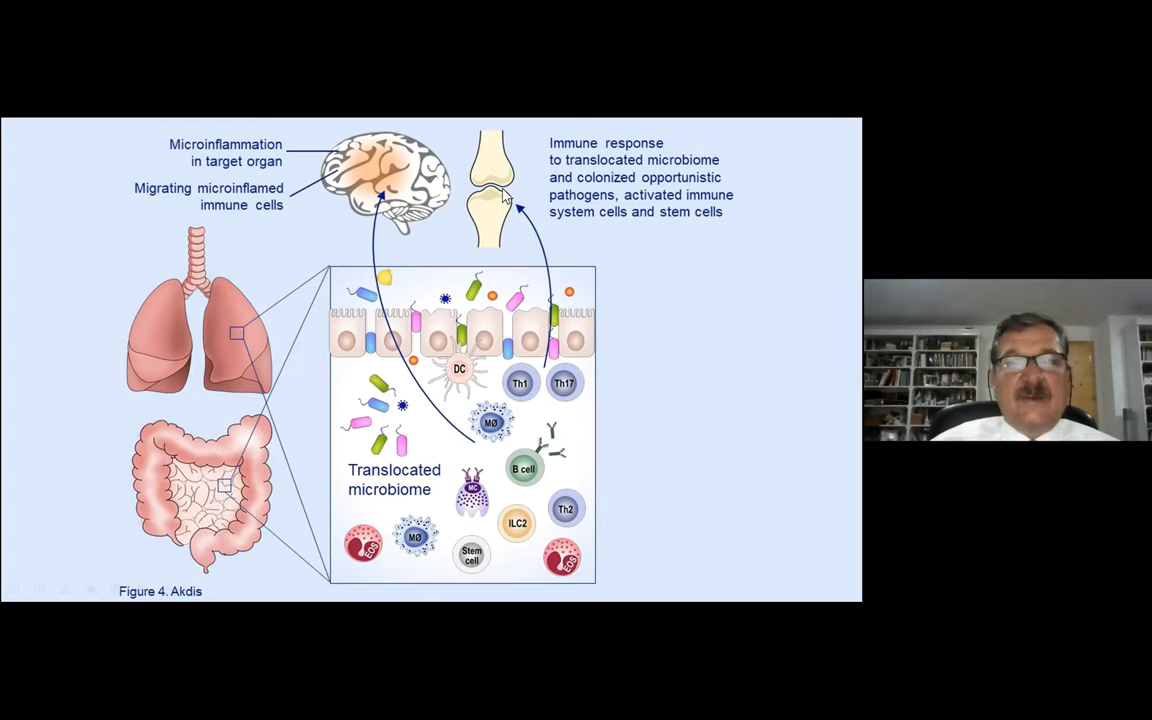 Microinflammation
in target organ
Migrating microinflamed
immune cells
Immune response
to translocated microbiome
and colonized opportunistic
pathogens, activated immune
system cells and stem cells
DC
Th1
Th17
MØ
B cell
Translocated
microbiome
MC
Th2
ILC2
MØ
EOS
Stem
cell
EOS
Figure 4. Akdis